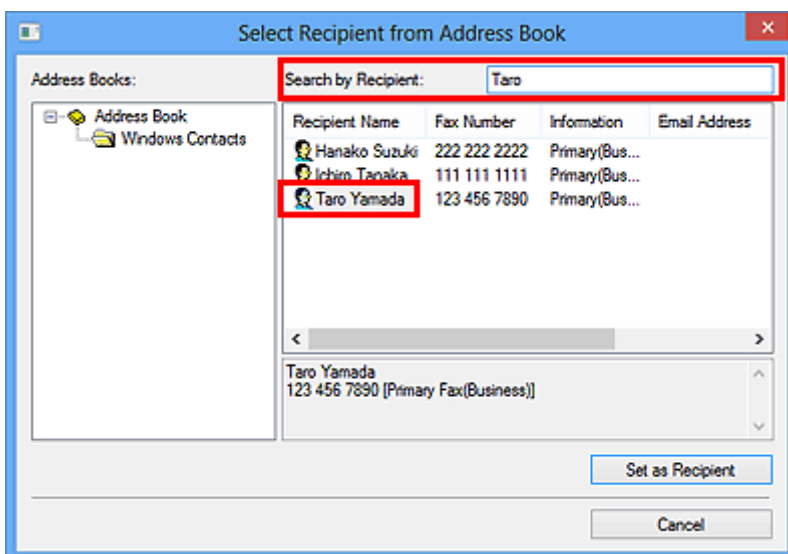 Select Recipient from Address Book
Address Books:
Search by Recipient: Taro
Address Book
Windows Contacts
Recipient Name Fax Number Information Email Address
Hanako Suzuki 222 222 2222 Primary(Bus...
Ichiro Tanaka 111 111 1111 Primary(Bus...
Taro Yamada 123 456 7890 Primary(Bus...
Taro Yamada
123 456 7890 [Primary Fax(Business)]
Set as Recipient
Cancel